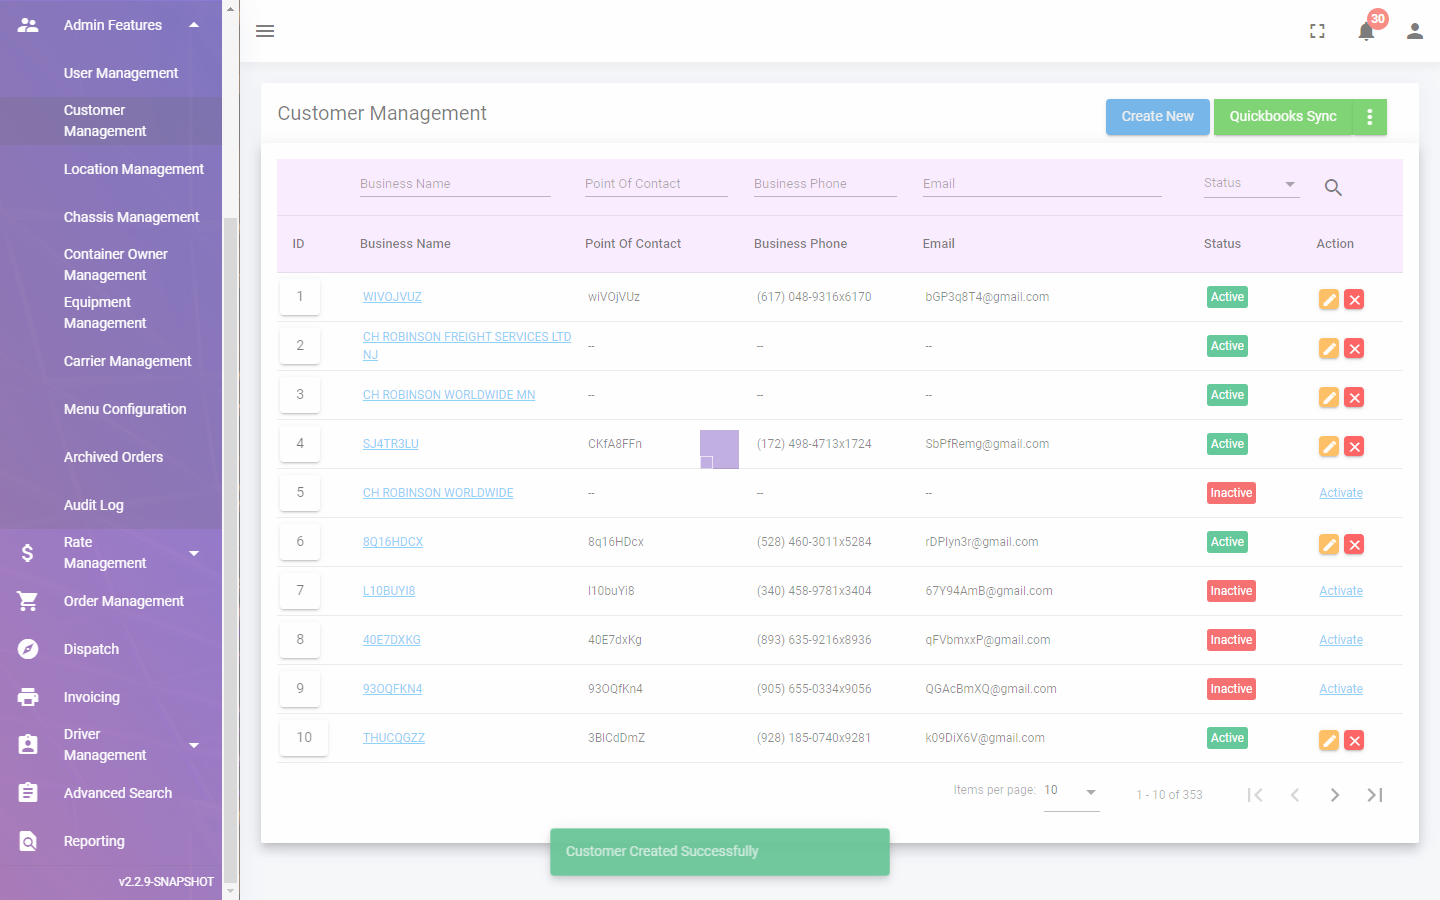 Admin Features
User Management
Customer
Management
Location Management
Chassis Management
Container Owner
Management
Equipment
Management
Carrier Management
Menu Configuration
Archived Orders
Audit Log
Rate
Management
Order Management
Dispatch
Invoicing
Driver
Management
Advanced Search
Reporting
v2.2.9-SNAPSHOT
30
Customer Management
Create New
Quickbooks Sync
Business Name Point Of Contact Business Phone Email Status
ID Business Name Point Of Contact Business Phone Email Status Action
1 WIVOJVUZ wiVOjVUz (617) 048-9316x6170 bGP3q8T4@gmail.com Active
2 CH ROBINSON FREIGHT SERVICES LTD
NJ -- -- -- Active
3 CH ROBINSON WORLDWIDE MN -- -- -- Active
4 SJ4TR3LU CKfA8FFn (172) 498-4713x1724 SbPfRemg@gmail.com Active
5 CH ROBINSON WORLDWIDE -- -- -- Inactive Activate
6 8Q16HDCX 8q16HDcx (528) 460-3011x5284 rDPIyn3r@gmail.com Active
7 L10BUYI8 l10buYi8 (340) 458-9781x3404 67Y94AmB@gmail.com Inactive Activate
8 40E7DXKG 40E7dxKg (893) 635-9216x8936 qFVbmxxP@gmail.com Inactive Activate
9 93OQFKN4 93OQfKn4 (905) 655-0334x9056 QGAcBmXQ@gmail.com Inactive Activate
10 THUCQGZZ 3BICdDmZ (928) 185-0740x9281 k09DiX6V@gmail.com Active
Items per page: 10 1 - 10 of 353
Customer Created Successfully